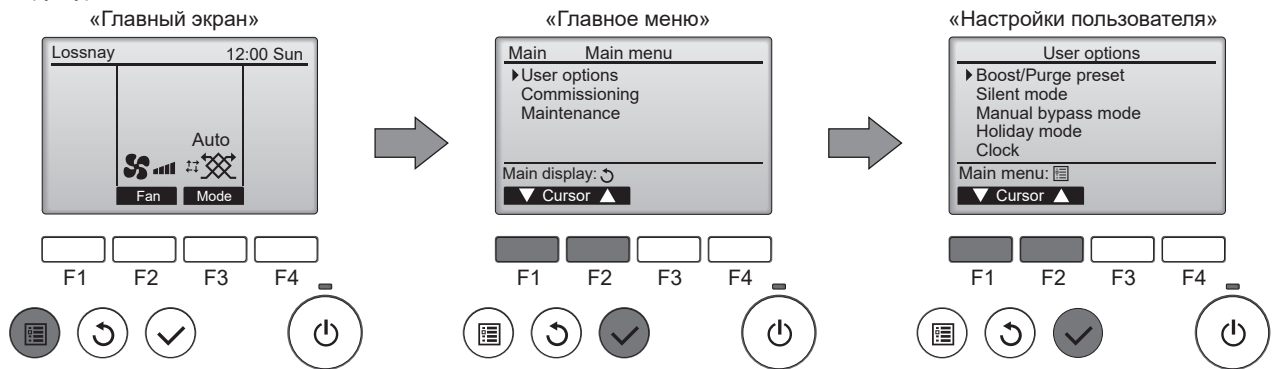 «Главный экран»
Lossnay 12:00 Sun
Auto
Fan Mode
F1 F2 F3 F4
«Главное меню»
Main Main menu
User options
Commissioning
Maintenance
Main display:
Cursor
F1 F2 F3 F4
«Настройки пользователя»
User options
Boost/Purge preset
Silent mode
Manual bypass mode
Holiday mode
Clock
Main menu:
Cursor
F1 F2 F3 F4